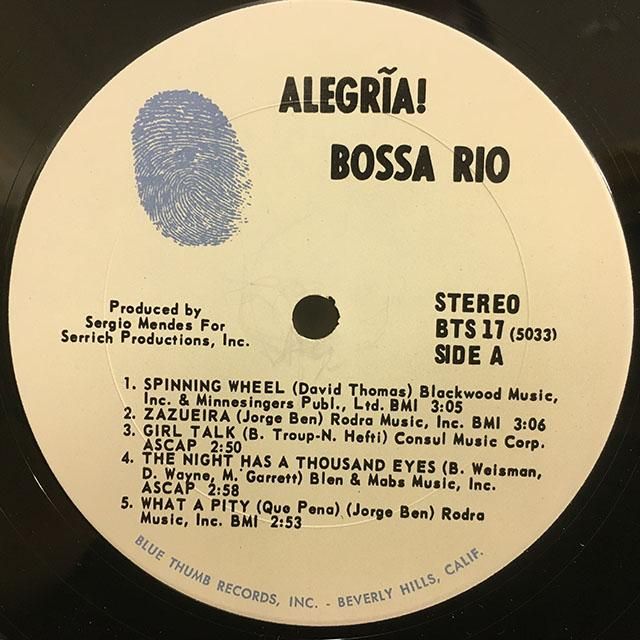 ALEGRĨA!
BOSSA RIO
Produced by
Sergio Mendes For
Serrich Productions, Inc.
STEREO
BTS 17 (5033)
SIDE A
1. SPINNING WHEEL (David Thomas) Blackwood Music,
Inc. & Minnesingers Publ., Ltd. BMI 3:05
2. ZAZUEIRA (Jorge Ben) Rodra Music, Inc. BMI 3:06
3. GIRL TALK (B. Troup-N. Hefti) Consul Music Corp.
ASCAP 2:50
4. THE NIGHT HAS A THOUSAND EYES (B. Weisman,
D. Wayne, M. Garrett) Blen & Mabs Music, Inc.
ASCAP 2:58
5. WHAT A PITY (Que Pena) (Jorge Ben) Rodra
Music, Inc. BMI 2:53
BLUE THUMB RECORDS, INC. - BEVERLY HILLS, CALIF.